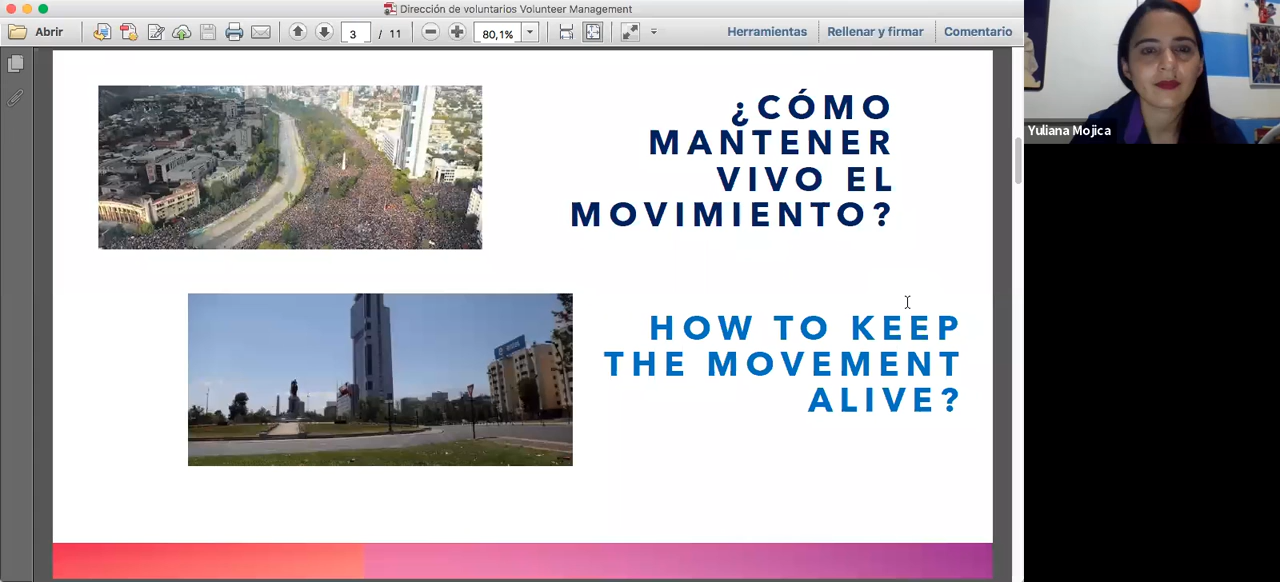 Dirección de voluntarios Volunteer Management
Abrir
3 / 11
80,1%
Herramientas
Rellenar y firmar
Comentario
¿CÓMO
MANTENER
VIVO EL
MOVIMIENTO?
HOW TO KEEP
THE MOVEMENT
ALIVE?
Yuliana Mojica